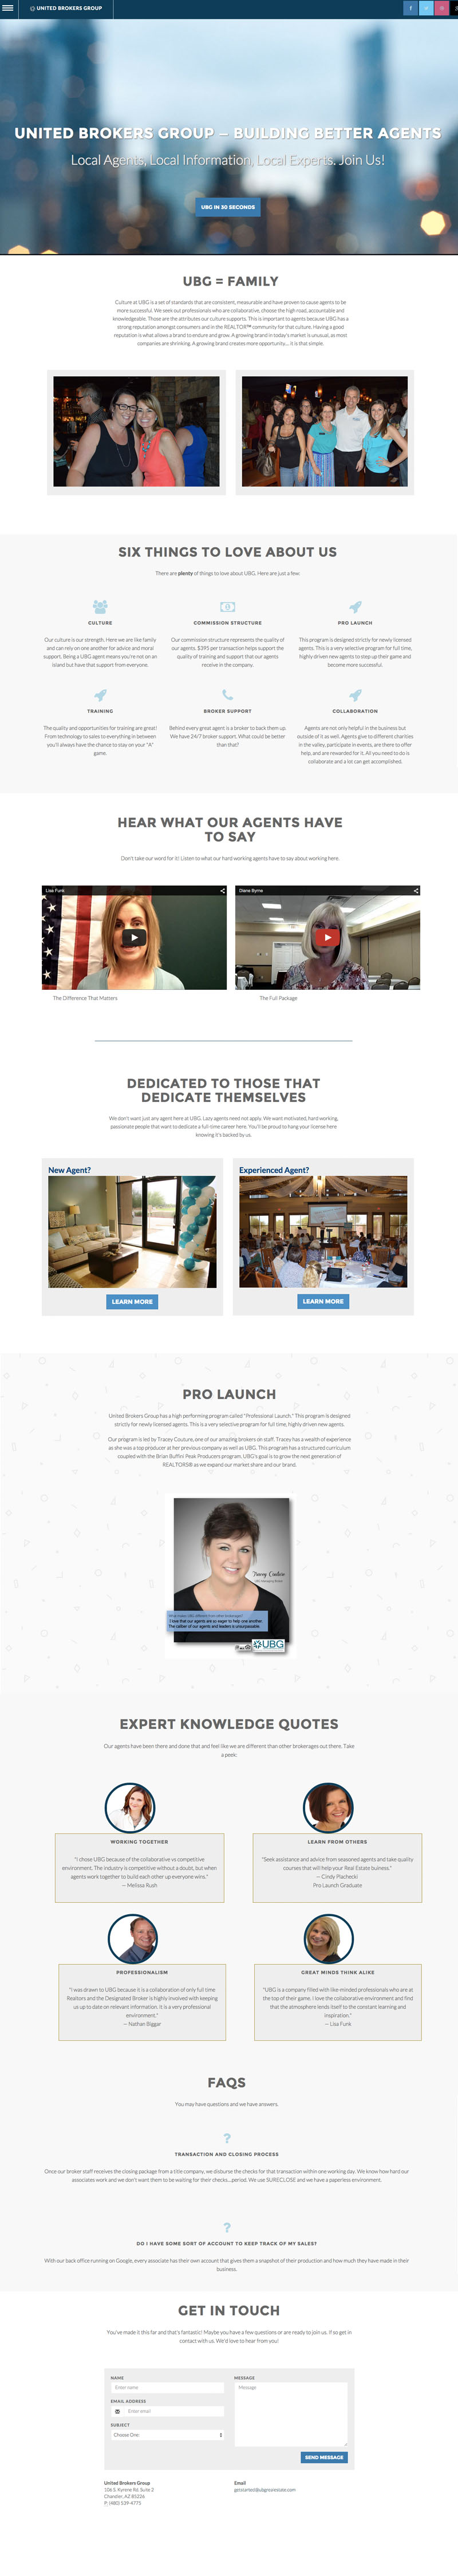 UNITED BROKERS GROUP
UNITED BROKERS GROUP – BUILDING BETTER AGENTS
Local Agents, Local Information, Local Experts. Join Us!
UBG IN 30 SECONDS
UBG = FAMILY
Culture at UBG is a set of standards that are consistent, measurable and have proven to cause agents to be
more successful. We seek out professionals who are collaborative, choose the high road, accountable and
knowledgeable. Those are the attributes our culture supports. This is important to agents because UBG has a
strong reputation amongst consumers and in the REALTOR™ community for that culture. Having a good
reputation is what allows a brand to endure and grow. A growing brand in today's market is unusual, as most
companies are shrinking. A growing brand creates more opportunity... it is that simple.
SIX THINGS TO LOVE ABOUT US
There are plenty of things to love about UBG. Here are just a few:
CULTURE
Our culture is our strength. Here we are like family
and can rely on one another for advice and moral
support. Being a UBG agent means you're not on an
island but have that support from everyone.
COMMISSION STRUCTURE
Our commission structure represents the quality of
our agents. $395 per transaction helps support the
quality of training and support that our agents
receive in the company.
PRO LAUNCH
This program is designed strictly for newly licensed
agents. This is a very selective program for full time,
highly driven new agents to step up their game and
become more successful.
TRAINING
The quality and opportunities for training are great!
From technology to sales to everything in between
you'll always have the chance to stay on your "A"
game.
BROKER SUPPORT
Behind every great agent is a broker to back them up.
We have 24/7 broker support. What could be better
than that?
COLLABORATION
Agents are not only helpful in the business but
outside of it as well. Agents give to different charities
in the valley, participate in events, are there to offer
help, and are rewarded for it. All you need to do is
collaborate and a lot can get accomplished.
HEAR WHAT OUR AGENTS HAVE
TO SAY
Don't take our word for it! Listen to what our hard working agents have to say about working here.
Lisa Funk
Diane Byrne
The Difference That Matters
The Full Package
DEDICATED TO THOSE THAT
DEDICATE THEMSELVES
We don't want just any agent here at UBG. Lazy agents need not apply. We want motivated, hard working,
passionate people that want to dedicate a full-time career here. You'll be proud to hang your license here
knowing it's backed by us.
New Agent?
LEARN MORE
Experienced Agent?
LEARN MORE
PRO LAUNCH
United Brokers Group has a high performing program called "Professional Launch." This program is designed
strictly for newly licensed agents. This is a very selective program for full time, highly driven new agents.
Our program is led by Tracey Couture, one of our amazing brokers on staff. Tracey has a wealth of experience
as she was a top producer at her previous company as well as UBG. This program has a structured curriculum
coupled with the Brian Buffini Peak Producers program, UBG's goal is to grow the next generation of
REALTORS® as we expand our market share and our brand.
Tracey Couture
What makes UBG different from other brokerages?
I love that our agents are so eager to help one another.
The caliber of our agents and leaders is unsurpassable.
UBG
EXPERT KNOWLEDGE QUOTES
Our agents have been there and done that and feel like we are different than other brokerages out there. Take
a peek:
WORKING TOGETHER
"I chose UBG because of the collaborative vs competitive
environment. The industry is competitive without a doubt, but when
agents work together to build each other up everyone wins."
— Melissa Rush
LEARN FROM OTHERS
"Seek assistance and advice from seasoned agents and take quality
courses that will help your Real Estate buiness."
— Cindy Plachecki
Pro Launch Graduate
PROFESSIONALISM
"I was drawn to UBG because it is a collaboration of only full time
Realtors and the Designated Broker is highly involved with keeping
us up to date on relevant information. It is a very professional
environment."
— Nathan Biggar
GREAT MINDS THINK ALIKE
"UBG is a company filled with like-minded professionals who are at
the top of their game. I love the collaborative environment and find
that the atmosphere lends itself to the constant learning and
inspiration."
— Lisa Funk
FAQS
You may have questions and we have answers.
TRANSACTION AND CLOSING PROCESS
Once our broker staff receives the closing package from a title company, we disburse the checks for that transaction within one working day. We know how hard our
associates work and we don't want them to be waiting for their checks...period. We use SURECLOSE and we have a paperless environment.
DO I HAVE SOME SORT OF ACCOUNT TO KEEP TRACK OF MY SALES?
With our back office running on Google, every associate has their own account that gives them a snapshot of their production and how much they have made in their
business.
GET IN TOUCH
You've made it this far and that's fantastic! Maybe you have a few questions or are ready to join us. If so get in
contact with us. We'd love to hear from you!
NAME
Enter name
EMAIL ADDRESS
Enter email
SUBJECT
Choose One:
MESSAGE
Message
SEND MESSAGE
United Brokers Group
106 S. Kyrene Rd. Suite 2
Chandler, AZ 85226
P: (480) 539-4775
Email